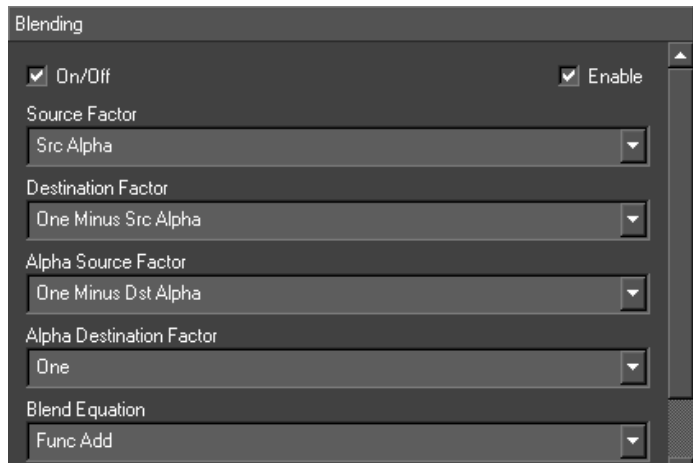 Blending
On/Off Enable
Source Factor
Src Alpha
Destination Factor
One Minus Src Alpha
Alpha Source Factor
One Minus Dst Alpha
Alpha Destination Factor
One
Blend Equation
Func Add